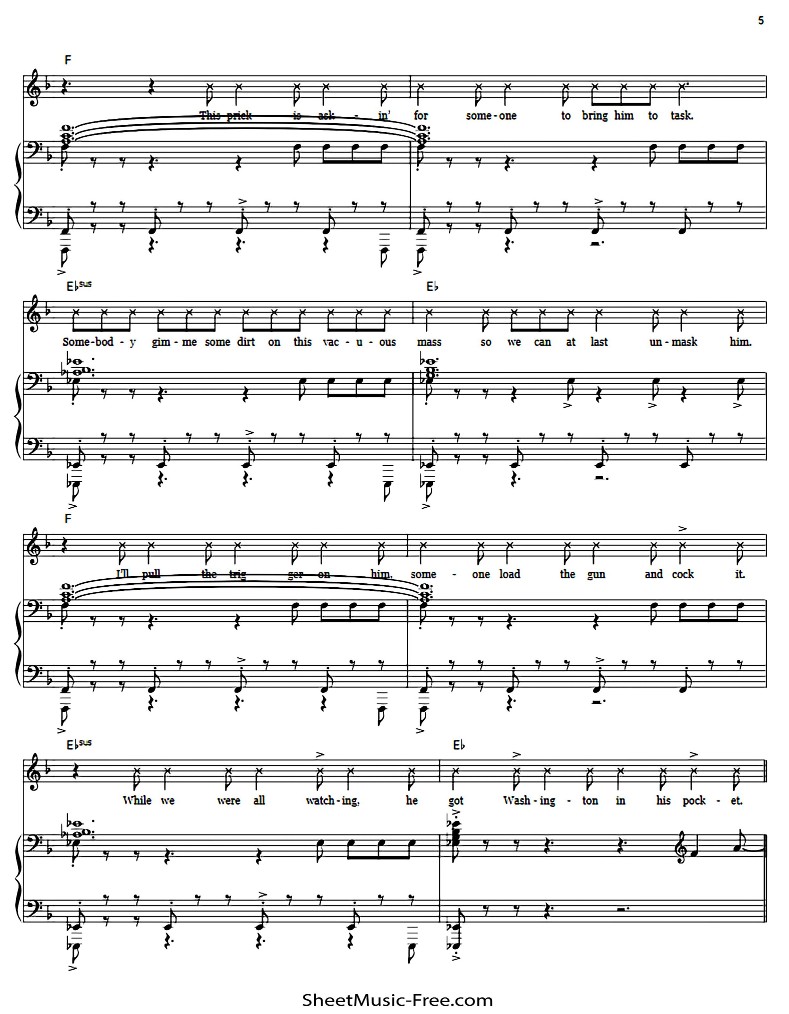 5
F
This prick is ask - in' for some - one to bring him to task.
E♭sus E♭
Some - bod - y gim - me some dirt on this vac - u - ous mass so we can at last un - mask him.
F
I'll pull the trig - ger on him, some - one load the gun and cock it.
E♭sus E♭
While we were all watch - ing, he got Wash - ing - ton in his pock - et.
SheetMusic-Free.com